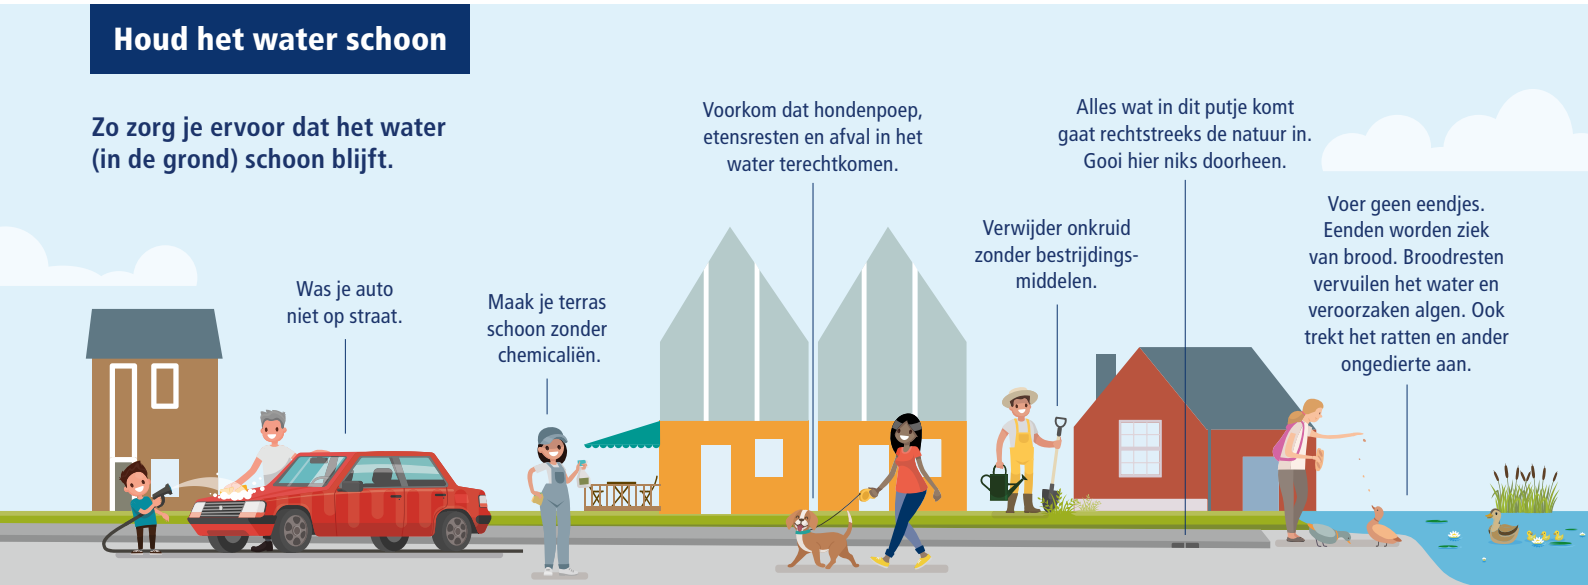 Houd het water schoon
Zo zorg je ervoor dat het water
(in de grond) schoon blijft.
Was je auto
niet op straat.
Maak je terras
schoon zonder
chemicaliën.
Voorkom dat hondenpoep,
etensresten en afval in het
water terechtkomen.
Verwijder onkruid
zonder bestrijdings-
middelen.
Alles wat in dit putje komt
gaat rechtstreeks de natuur in.
Gooi hier niks doorheen.
Voer geen eendjes.
Eenden worden ziek
van brood. Broodresten
vervuilen het water en
veroorzaken algen. Ook
trekt het ratten en ander
ongedierte aan.